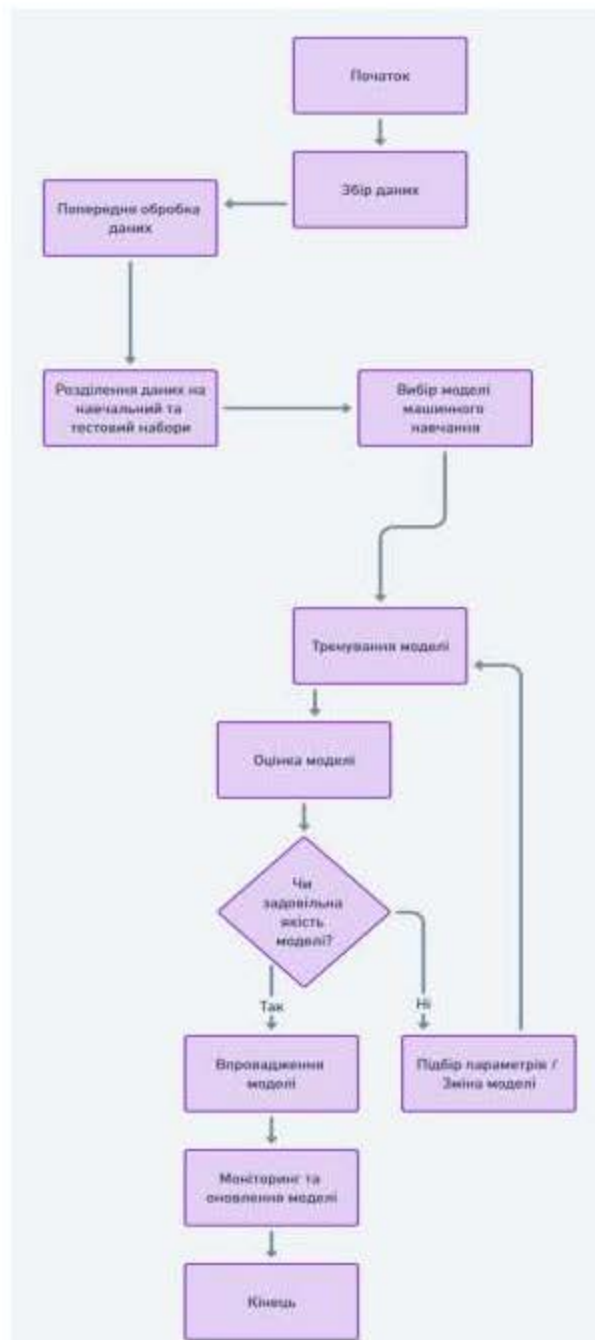 Початок
Збір даних
Попередня обробка
даних
Розділення даних на
навчальний та
тестовий набори
Вибір моделі
машинного
навчання
Тренування моделі
Оцінка моделі
Чи
задовільна
якість
моделі?
Так
Ні
Впровадження
моделі
Підбір параметрів /
Зміна моделі
Моніторинг та
оновлення моделі
Кінець